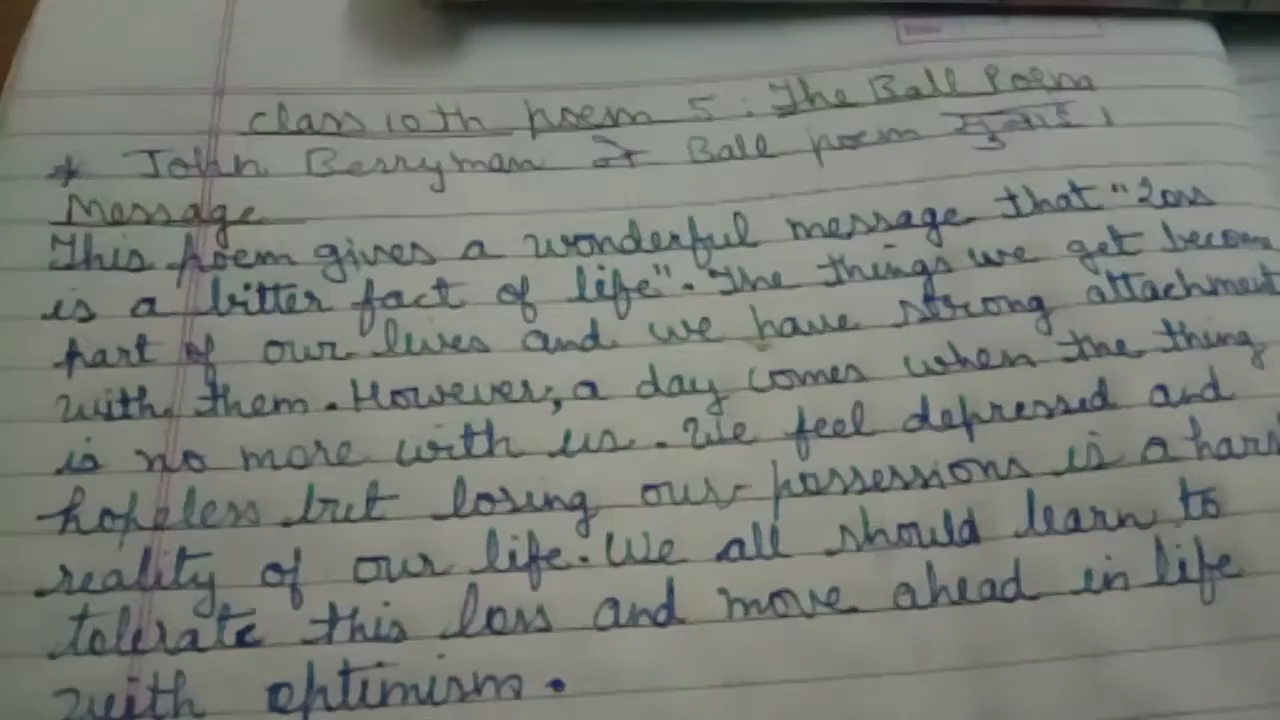 class 10th poem 5 : The Ball Poem
* John Berryman ने Ball poem सुनाई।
Message
This poem gives a wonderful message that "Loss
is a bitter fact of life". The things we get become
part of our lives and we have strong attachment
with them. However, a day comes when the thing
is no more with us. We feel depressed and
hopeless but losing our possessions is a hard
reality of our life. We all should learn to
tolerate this loss and move ahead in life
with optimism.